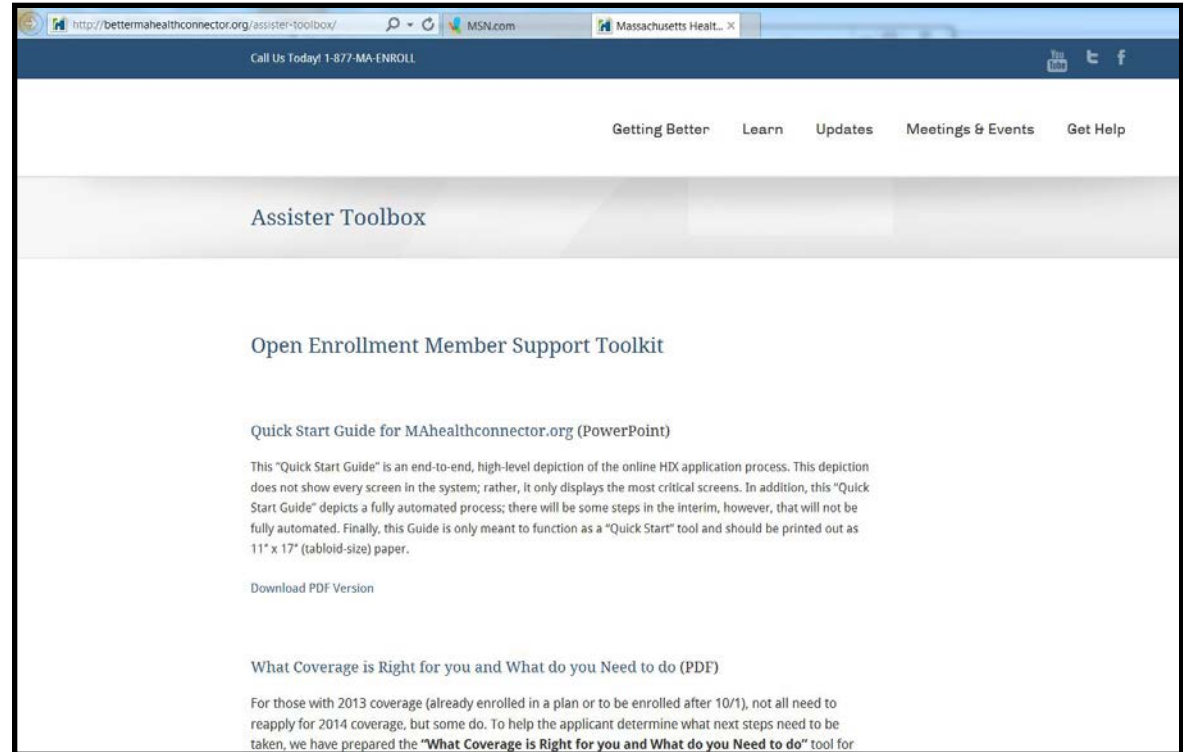 http://bettermahealthconnector.org/assister-toolbox/
MSN.com
Massachusetts Healt...
Call Us Today! 1-877-MA-ENROLL
You
Tube
Getting Better Learn Updates Meetings & Events Get Help
Assister Toolbox
Open Enrollment Member Support Toolkit
Quick Start Guide for MAhealthconnector.org (PowerPoint)
This "Quick Start Guide" is an end-to-end, high-level depiction of the online HIX application process. This depiction
does not show every screen in the system; rather, it only displays the most critical screens. In addition, this "Quick
Start Guide" depicts a fully automated process; there will be some steps in the interim, however, that will not be
fully automated. Finally, this Guide is only meant to function as a "Quick Start" tool and should be printed out as
11" x 17" (tabloid-size) paper.
Download PDF Version
What Coverage is Right for you and What do you Need to do (PDF)
For those with 2013 coverage (already enrolled in a plan or to be enrolled after 10/1), not all need to
reapply for 2014 coverage, but some do. To help the applicant determine what next steps need to be
taken, we have prepared the "What Coverage is Right for you and What do you Need to do" tool for